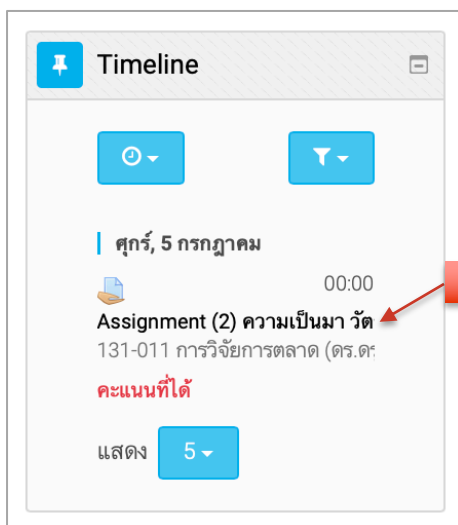 Timeline
ศุกร์, 5 กรกฎาคม
00:00
Assignment (2) ความเป็นมา วัต
131-011 การวิจัยการตลาด (ดร.ดร
คะแนนที่ได้
แสดง 5